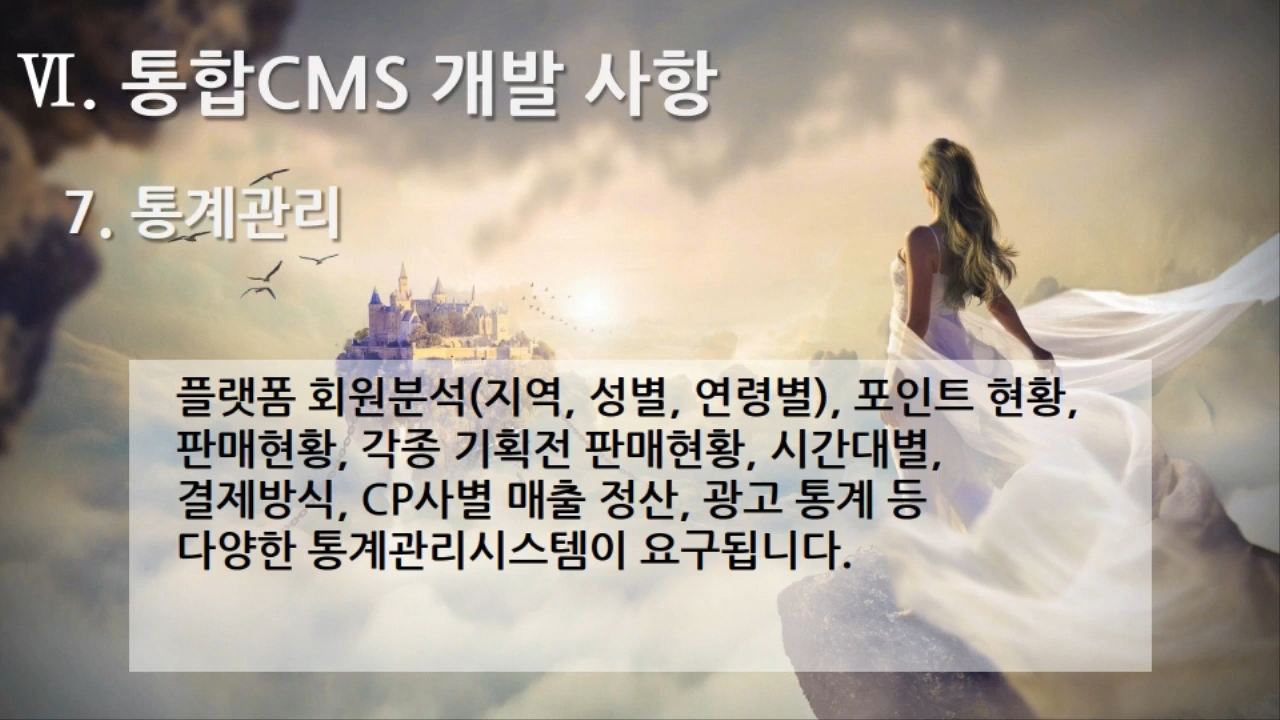 Ⅵ. 통합CMS 개발 사항
7. 통계관리
플랫폼 회원분석(지역, 성별, 연령별), 포인트 현황,
판매현황, 각종 기획전 판매현황, 시간대별,
결제방식, CP사별 매출 정산, 광고 통계 등
다양한 통계관리시스템이 요구됩니다.